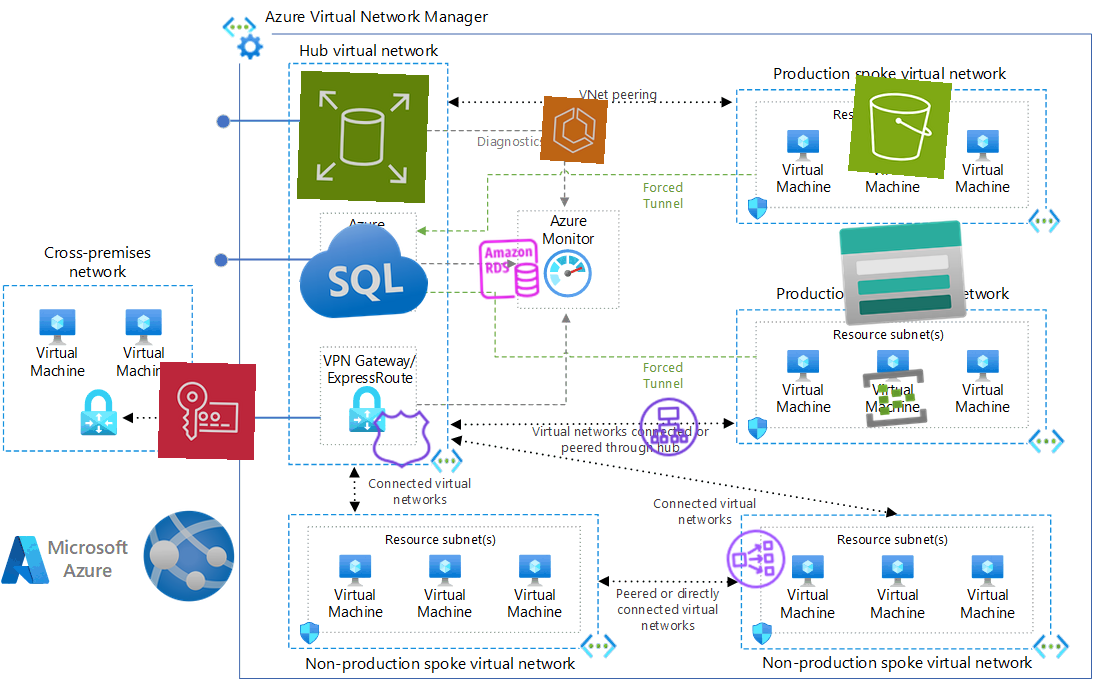 Azure Virtual Network Manager
Hub virtual network
Production spoke virtual network
VNet peering
Diagnostics
Virtual
Machine
Machine
Virtual
Machine
Forced
Tunnel
Azure
SQL
Azure
Monitor
Amazon
RDS
Cross-premises
network
Virtual
Machine
Virtual
Machine
VPN Gateway/
ExpressRoute
Forced
Tunnel
Resource subnet(s)
Virtual
Machine
Virtual
Machine
Virtual
Machine
Virtual networks connected or
peered through hub
Connected virtual
networks
Connected virtual
networks
Microsoft
Azure
Resource subnet(s)
Virtual
Machine
Virtual
Machine
Virtual
Machine
Non-production spoke virtual network
Peered or directly
connected virtual
networks
Resource subnet(s)
Virtual
Machine
Virtual
Machine
Virtual
Machine
Non-production spoke virtual network